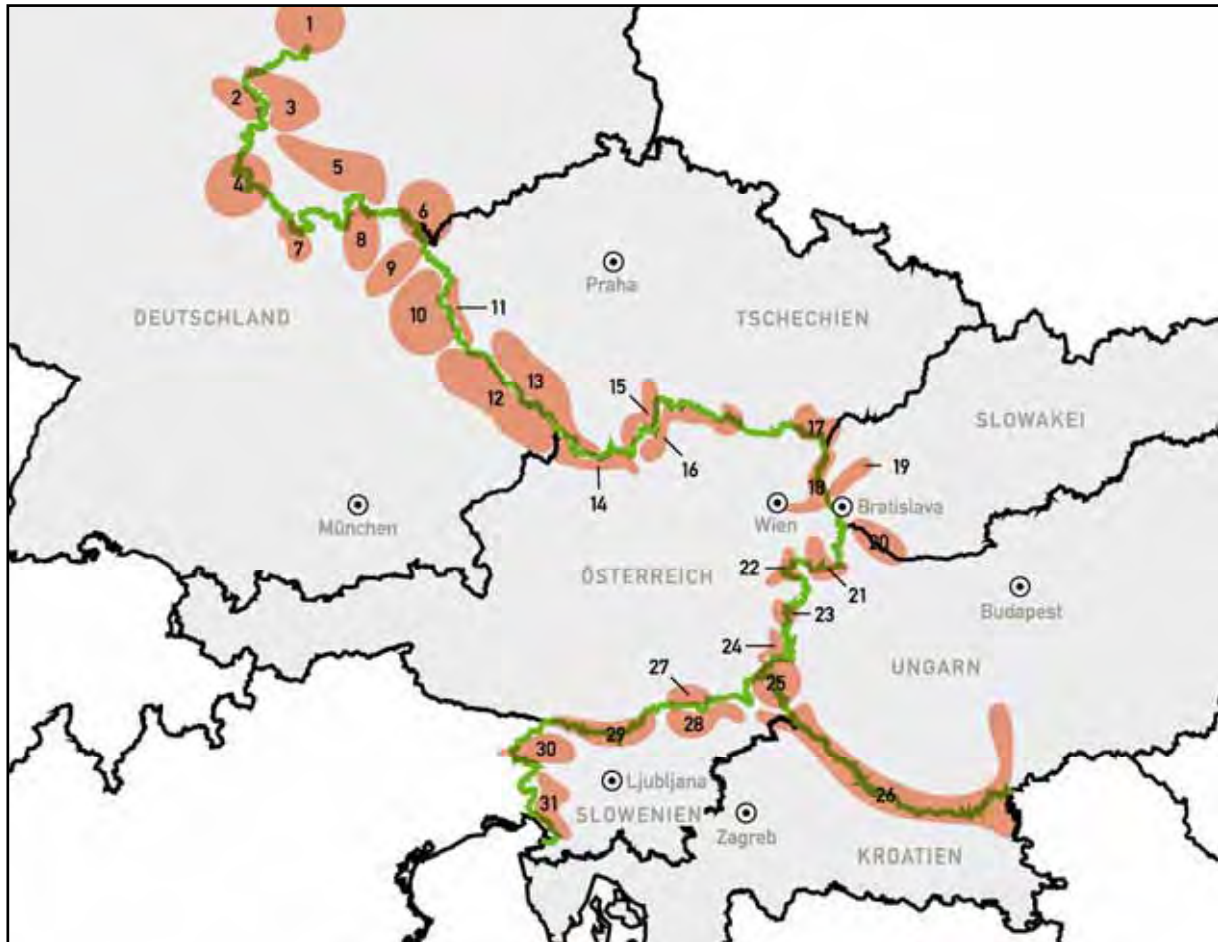 1
2
3
5
4
6
7
8
9
Praha
DEUTSCHLAND
10
11
TSCHECHIEN
13
12
15
SLOWAKEI
17
16
19
14
18
München
Wien
Bratislava
20
22
ÖSTERREICH
21
Budapest
23
24
27
UNGARN
25
28
29
30
Ljubljana
26
31
SLOWENIEN
Zagreb
KROATIEN